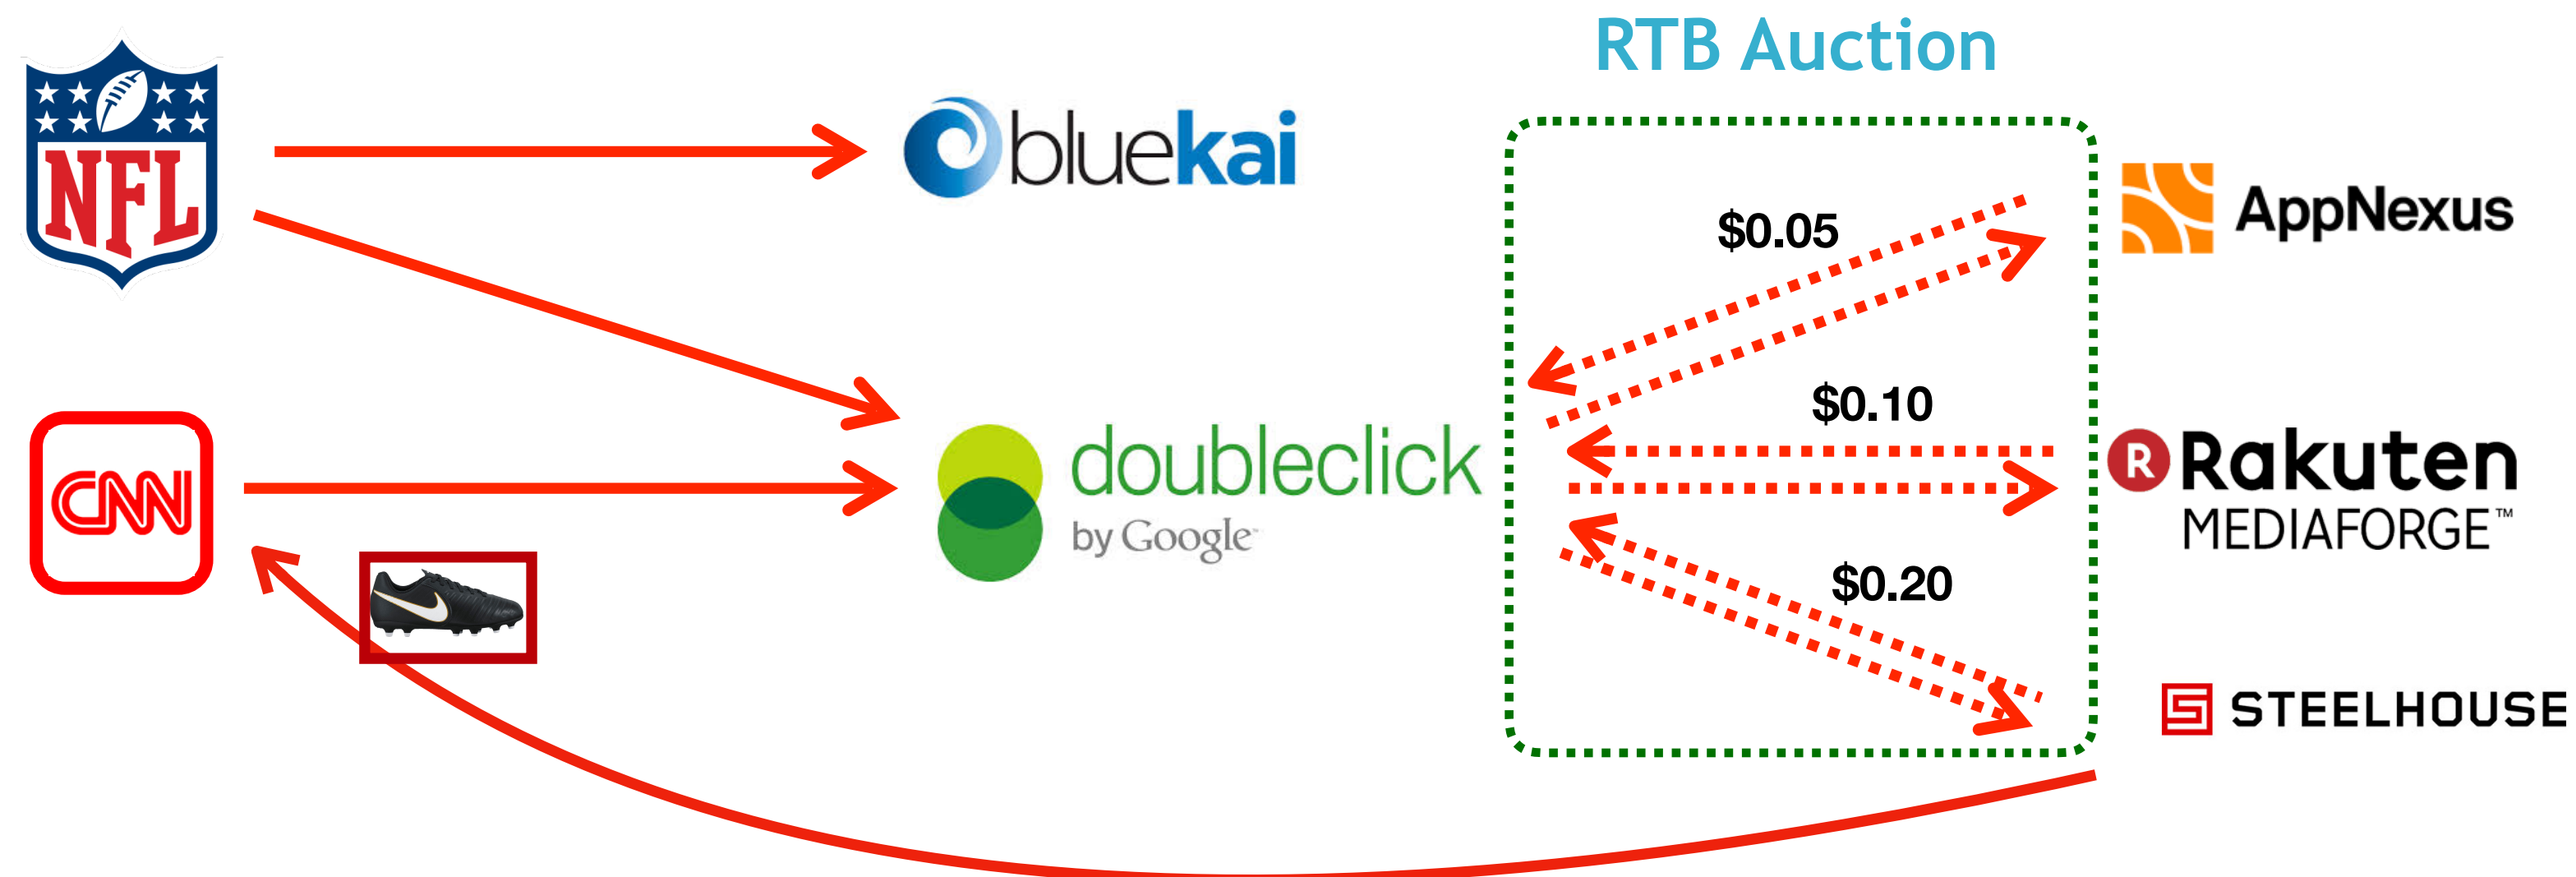 RTB Auction
NFL
bluekai
$0.05
AppNexus
CNN
doubleclick
by Google
$0.10
R Rakuten
MEDIAFORGE™
$0.20
STEELHOUSE